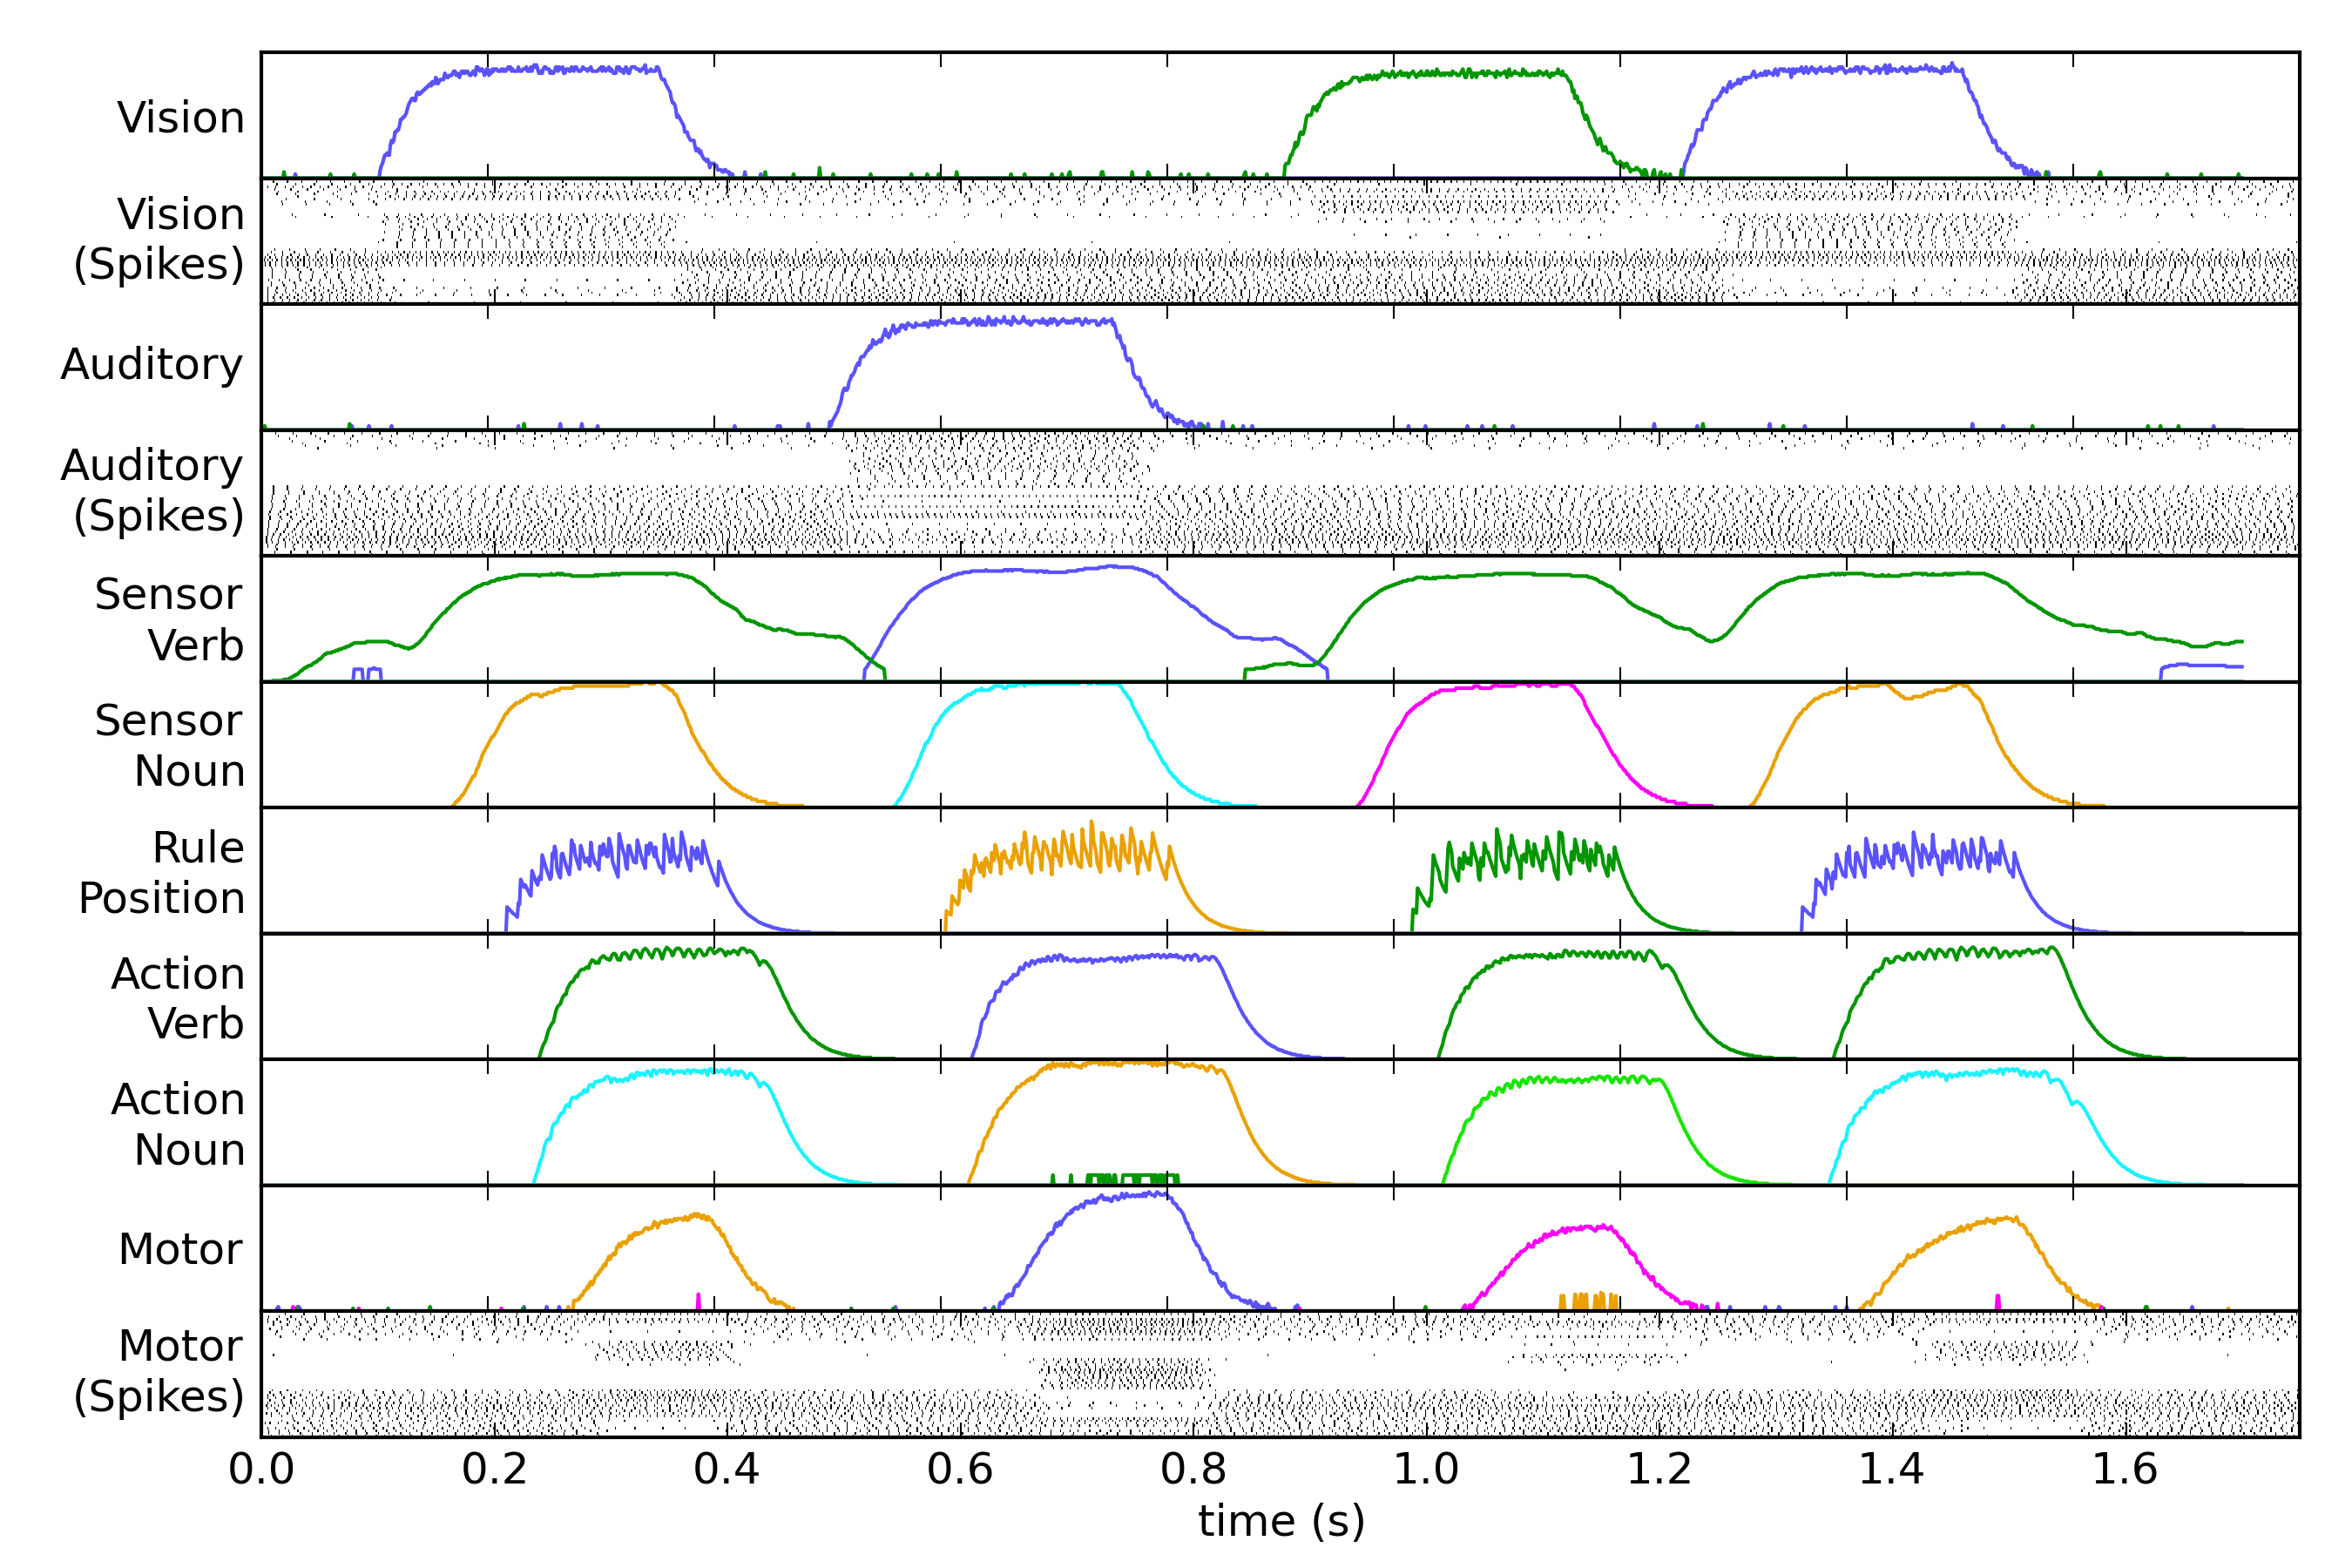 Vision
Vision
(Spikes)
Auditory
Auditory
(Spikes)
Sensor
Verb
Sensor
Noun
Rule
Position
Action
Verb
Action
Noun
Motor
Motor
(Spikes)
0.0 0.2 0.4 0.6 0.8 1.0 1.2 1.4 1.6
time (s)